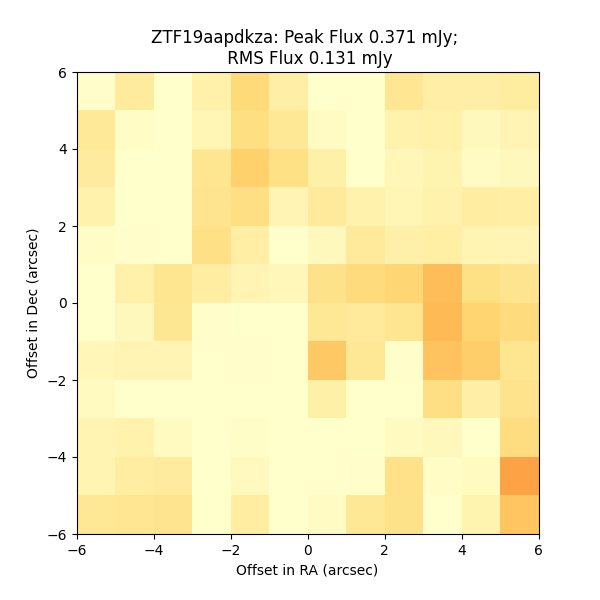 ZTF19aapdkza: Peak Flux 0.371 mJy;
RMS Flux 0.131 mJy
6
4
2
0
−2
−4
−6
Offset in Dec (arcsec)
−6 −4 −2 0 2 4 6
Offset in RA (arcsec)